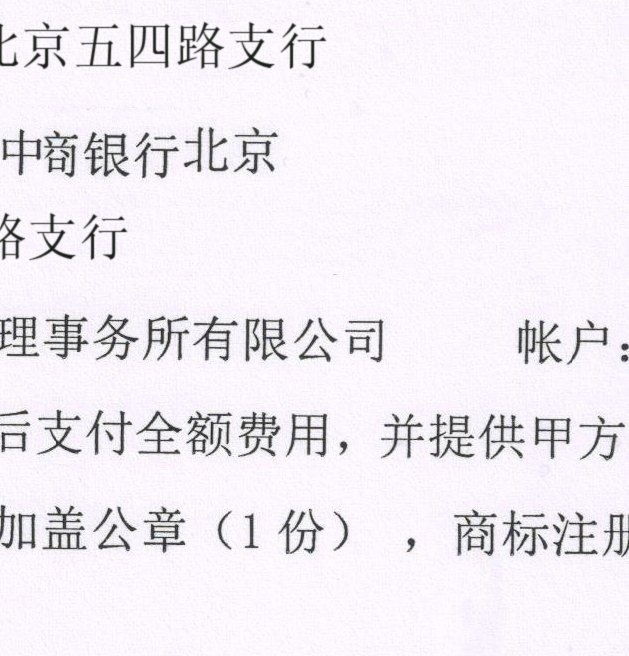 北京五四路支行
中商银行北京
路支行
理事务所有限公司 帐户：
后支付全额费用，并提供甲方
加盖公章（1份），商标注册